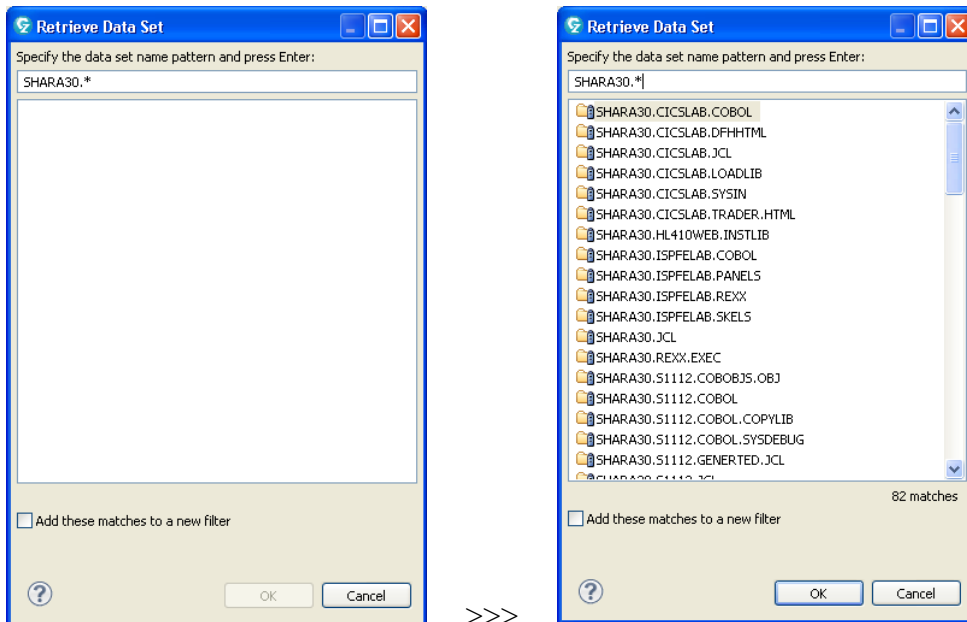 Retrieve Data Set
Specify the data set name pattern and press Enter:
SHARA30.*
Add these matches to a new filter
OK
Cancel
>>>
Retrieve Data Set
Specify the data set name pattern and press Enter:
SHARA30.*
SHARA30.CICSLAB.COBOL
SHARA30.CICSLAB.DFHHTML
SHARA30.CICSLAB.JCL
SHARA30.CICSLAB.LOADLIB
SHARA30.CICSLAB.SYSIN
SHARA30.CICSLAB.TRADER.HTML
SHARA30.HL410WEB.INSTLIB
SHARA30.ISPFELAB.COBOL
SHARA30.ISPFELAB.PANELS
SHARA30.ISPFELAB.REXX
SHARA30.ISPFELAB.SKELS
SHARA30.JCL
SHARA30.REXX.EXEC
SHARA30.S1112.COBOBJS.OBJ
SHARA30.S1112.COBOL
SHARA30.S1112.COBOL.COPYLIB
SHARA30.S1112.COBOL.SYSDEBUG
SHARA30.S1112.GENERTED.JCL
82 matches
Add these matches to a new filter
OK
Cancel